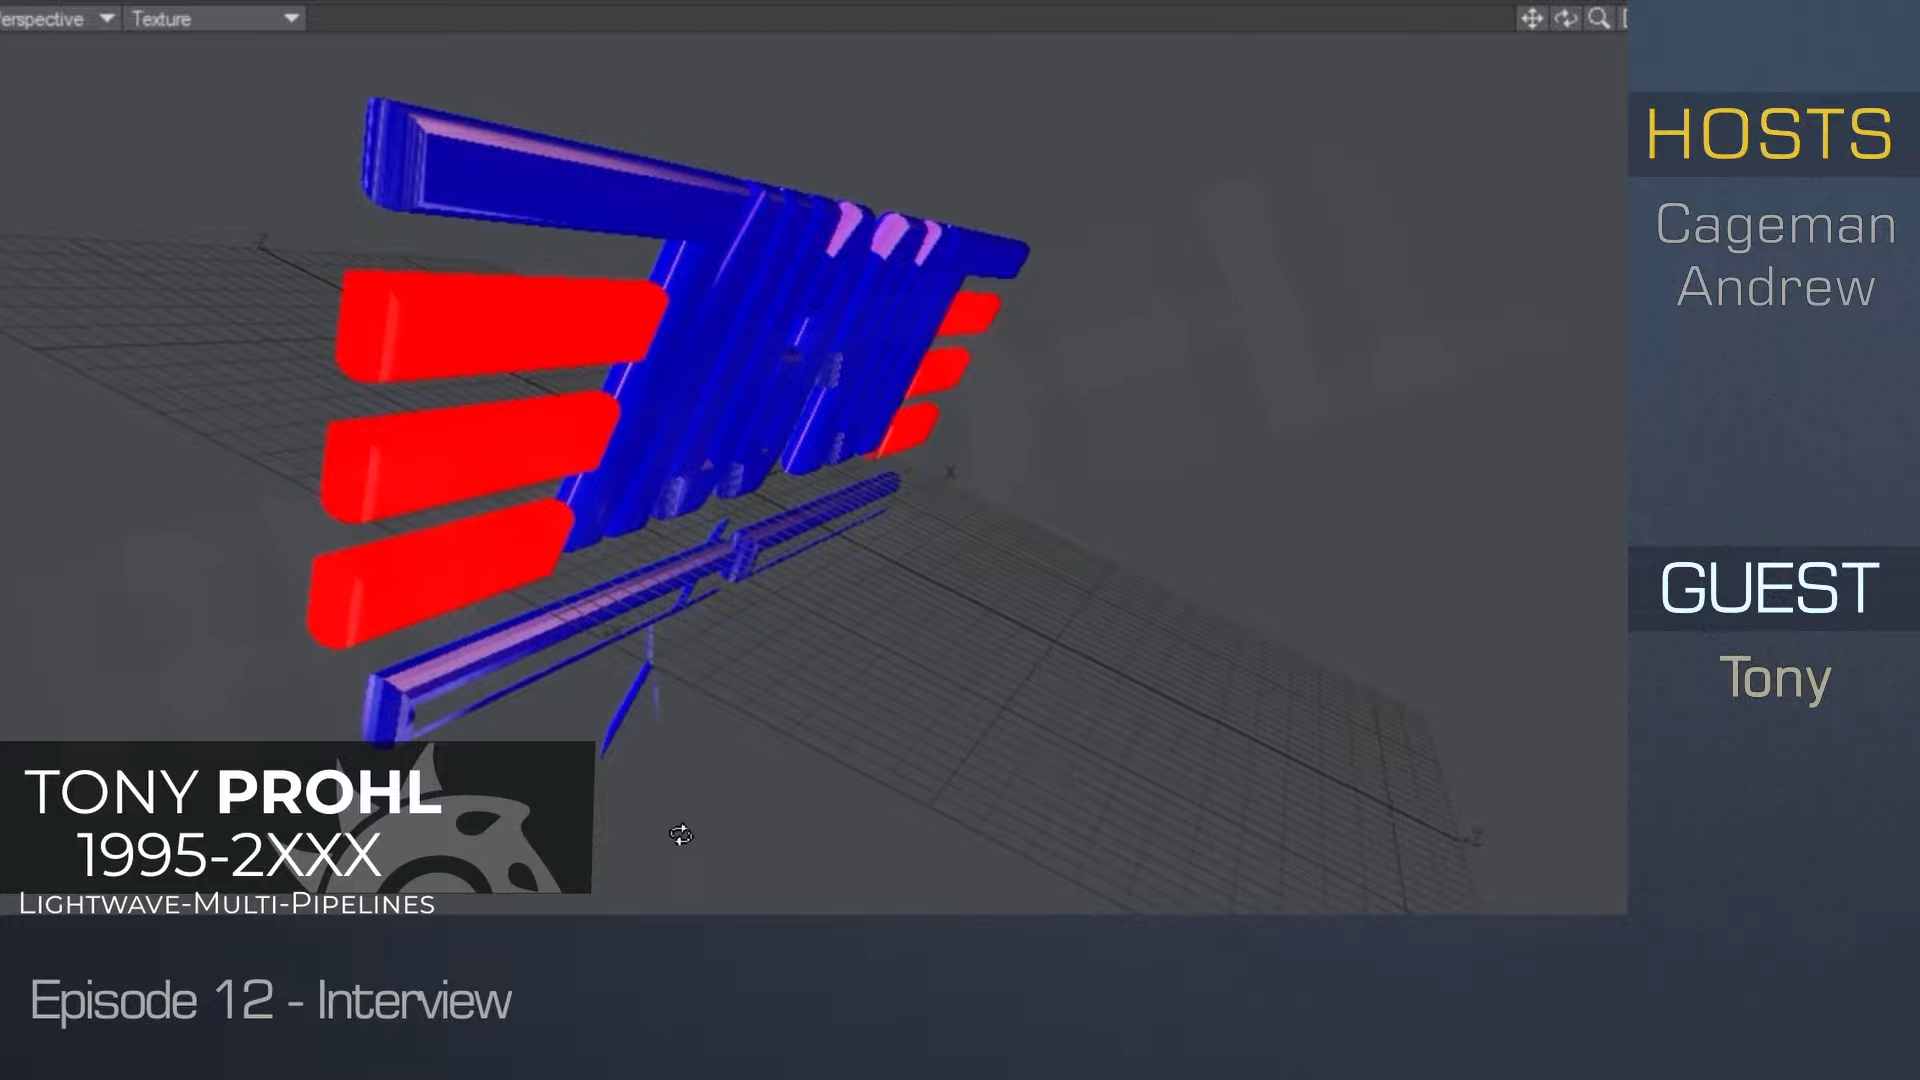 erspective
Texture
HOSTS
Cageman
Andrew
GUEST
Tony
Z
X
Z
TONY PROHL
1995-2XXX
LIGHTWAVE-MULTI-PIPELINES
Episode 12 - Interview